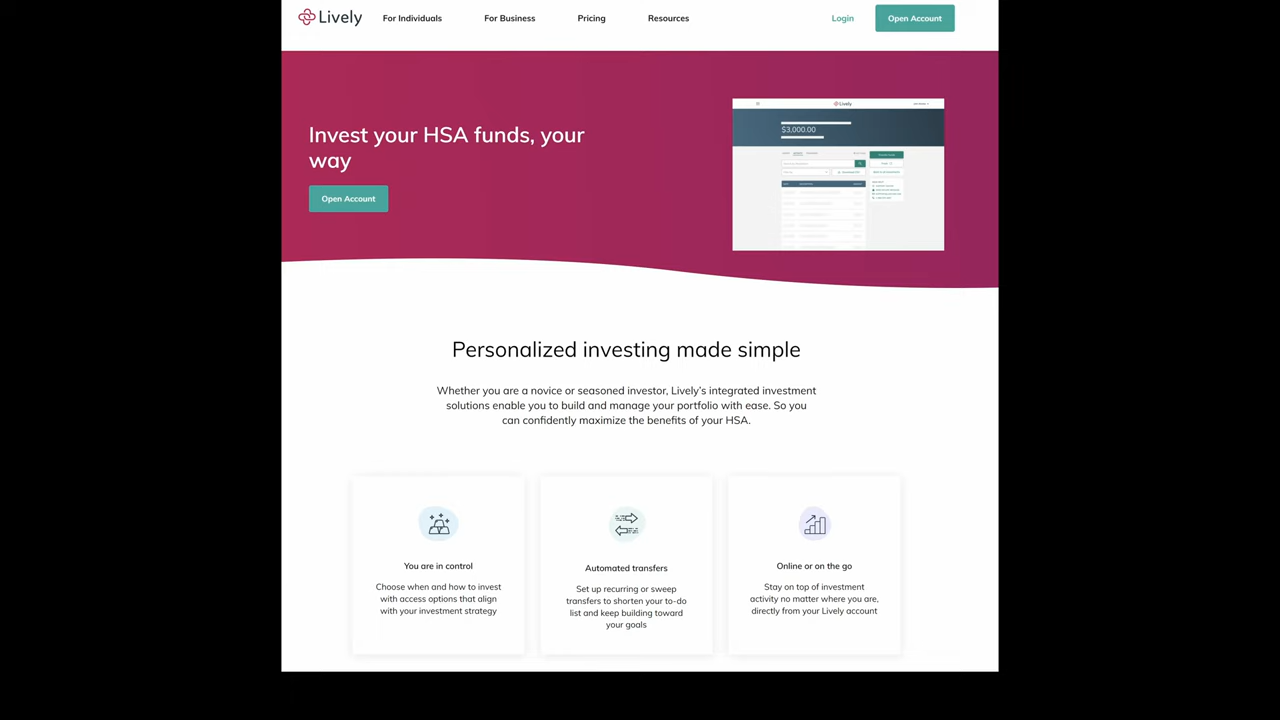 Lively
For Individuals
For Business
Pricing
Resources
Login
Open Account
Invest your HSA funds, your
way
Open Account
Lively
$3,000.00
Personalized investing made simple
Whether you are a novice or seasoned investor, Lively's integrated investment
solutions enable you to build and manage your portfolio with ease. So you
can confidently maximize the benefits of your HSA.
You are in control
Choose when and how to invest
with access options that align
with your investment strategy
Automated transfers
Set up recurring or sweep
transfers to shorten your to-do
list and keep building toward
your goals
Online or on the go
Stay on top of investment
activity no matter where you are,
directly from your Lively account